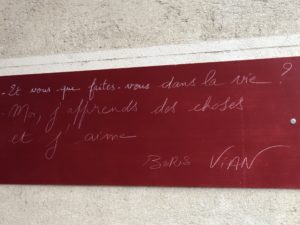 - Et vous que faites-vous dans la vie ?
- Moi, j'apprends des choses
et j'aime
Boris Vian